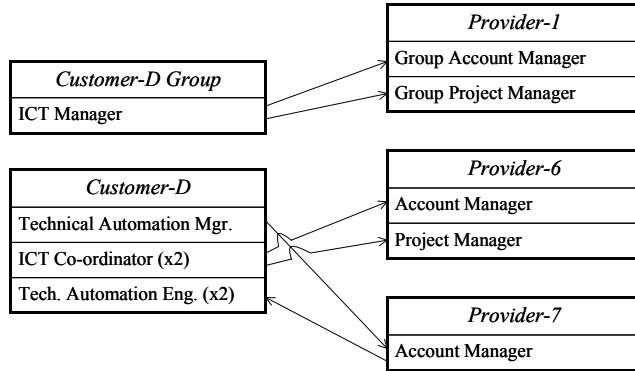 Customer-D Group
ICT Manager
Customer-D
Technical Automation Mgr.
ICT Co-ordinator (x2)
Tech. Automation Eng. (x2)
Provider-1
Group Account Manager
Group Project Manager
Provider-6
Account Manager
Project Manager
Provider-7
Account Manager